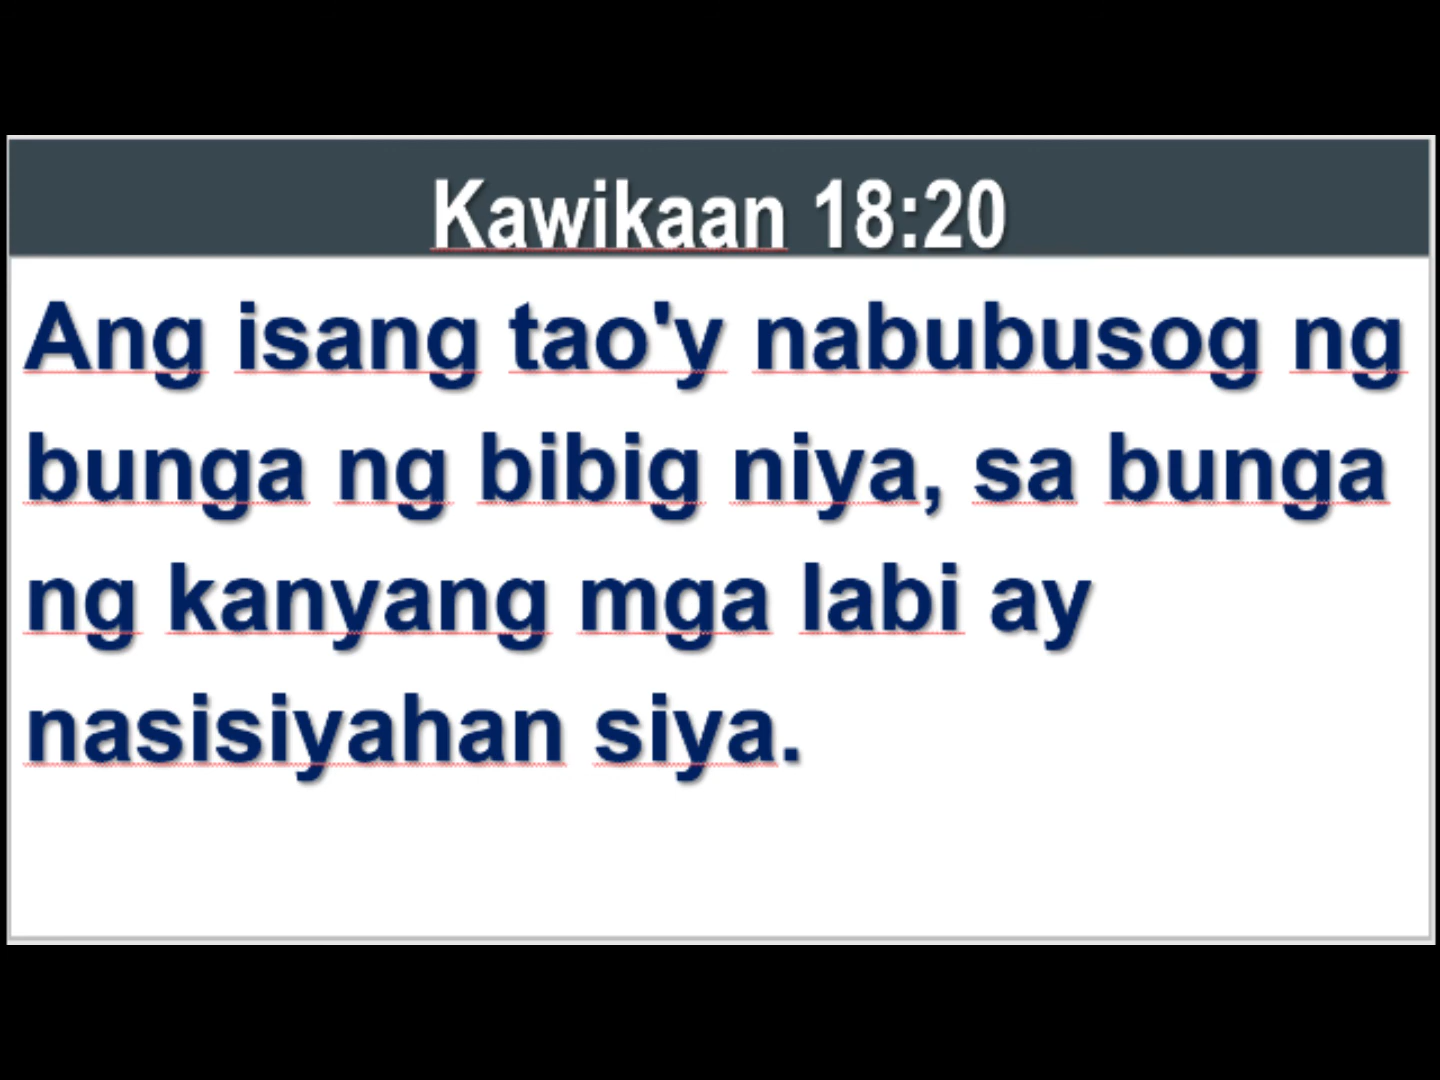 Kawikaan 18:20
Ang isang tao'y nabubusog ng
bunga ng bibig niya, sa bunga
ng kanyang mga labi ay
nasisiyahan siya.